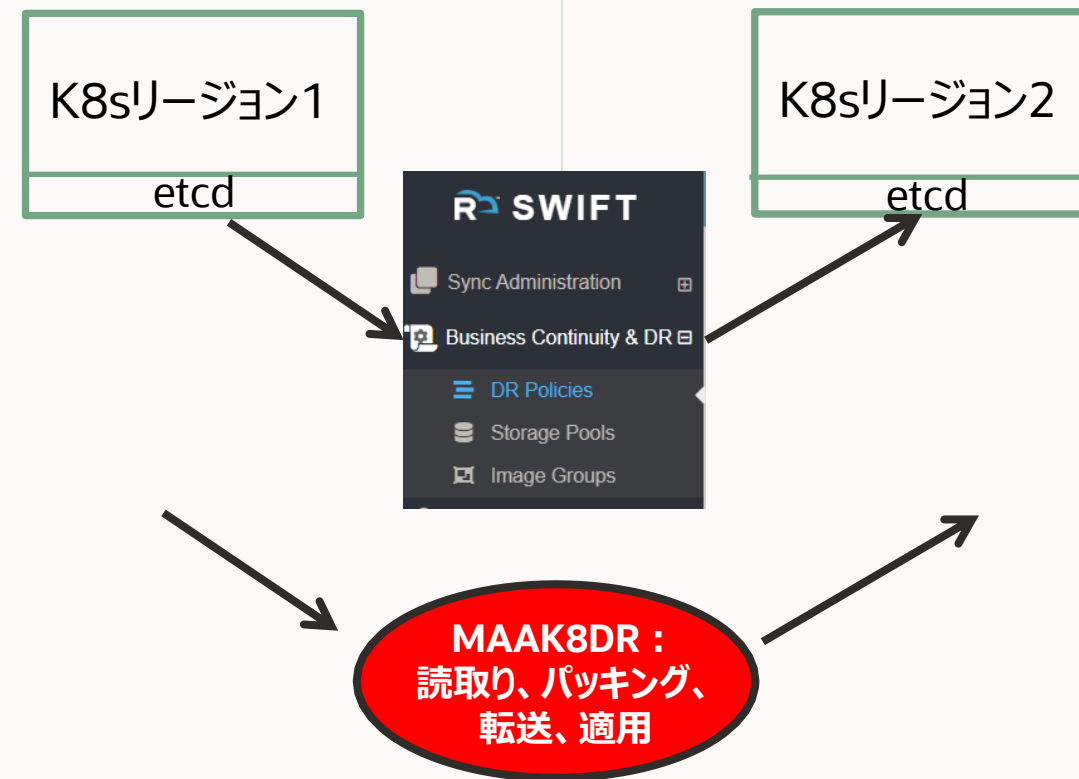 K8sリージョン1
etcd
K8sリージョン2
etcd
SWIFT
Sync Administration
Business Continuity & DR
DR Policies
Storage Pools
Image Groups
MAAK8DR：
読取り、パッキング、
転送、適用